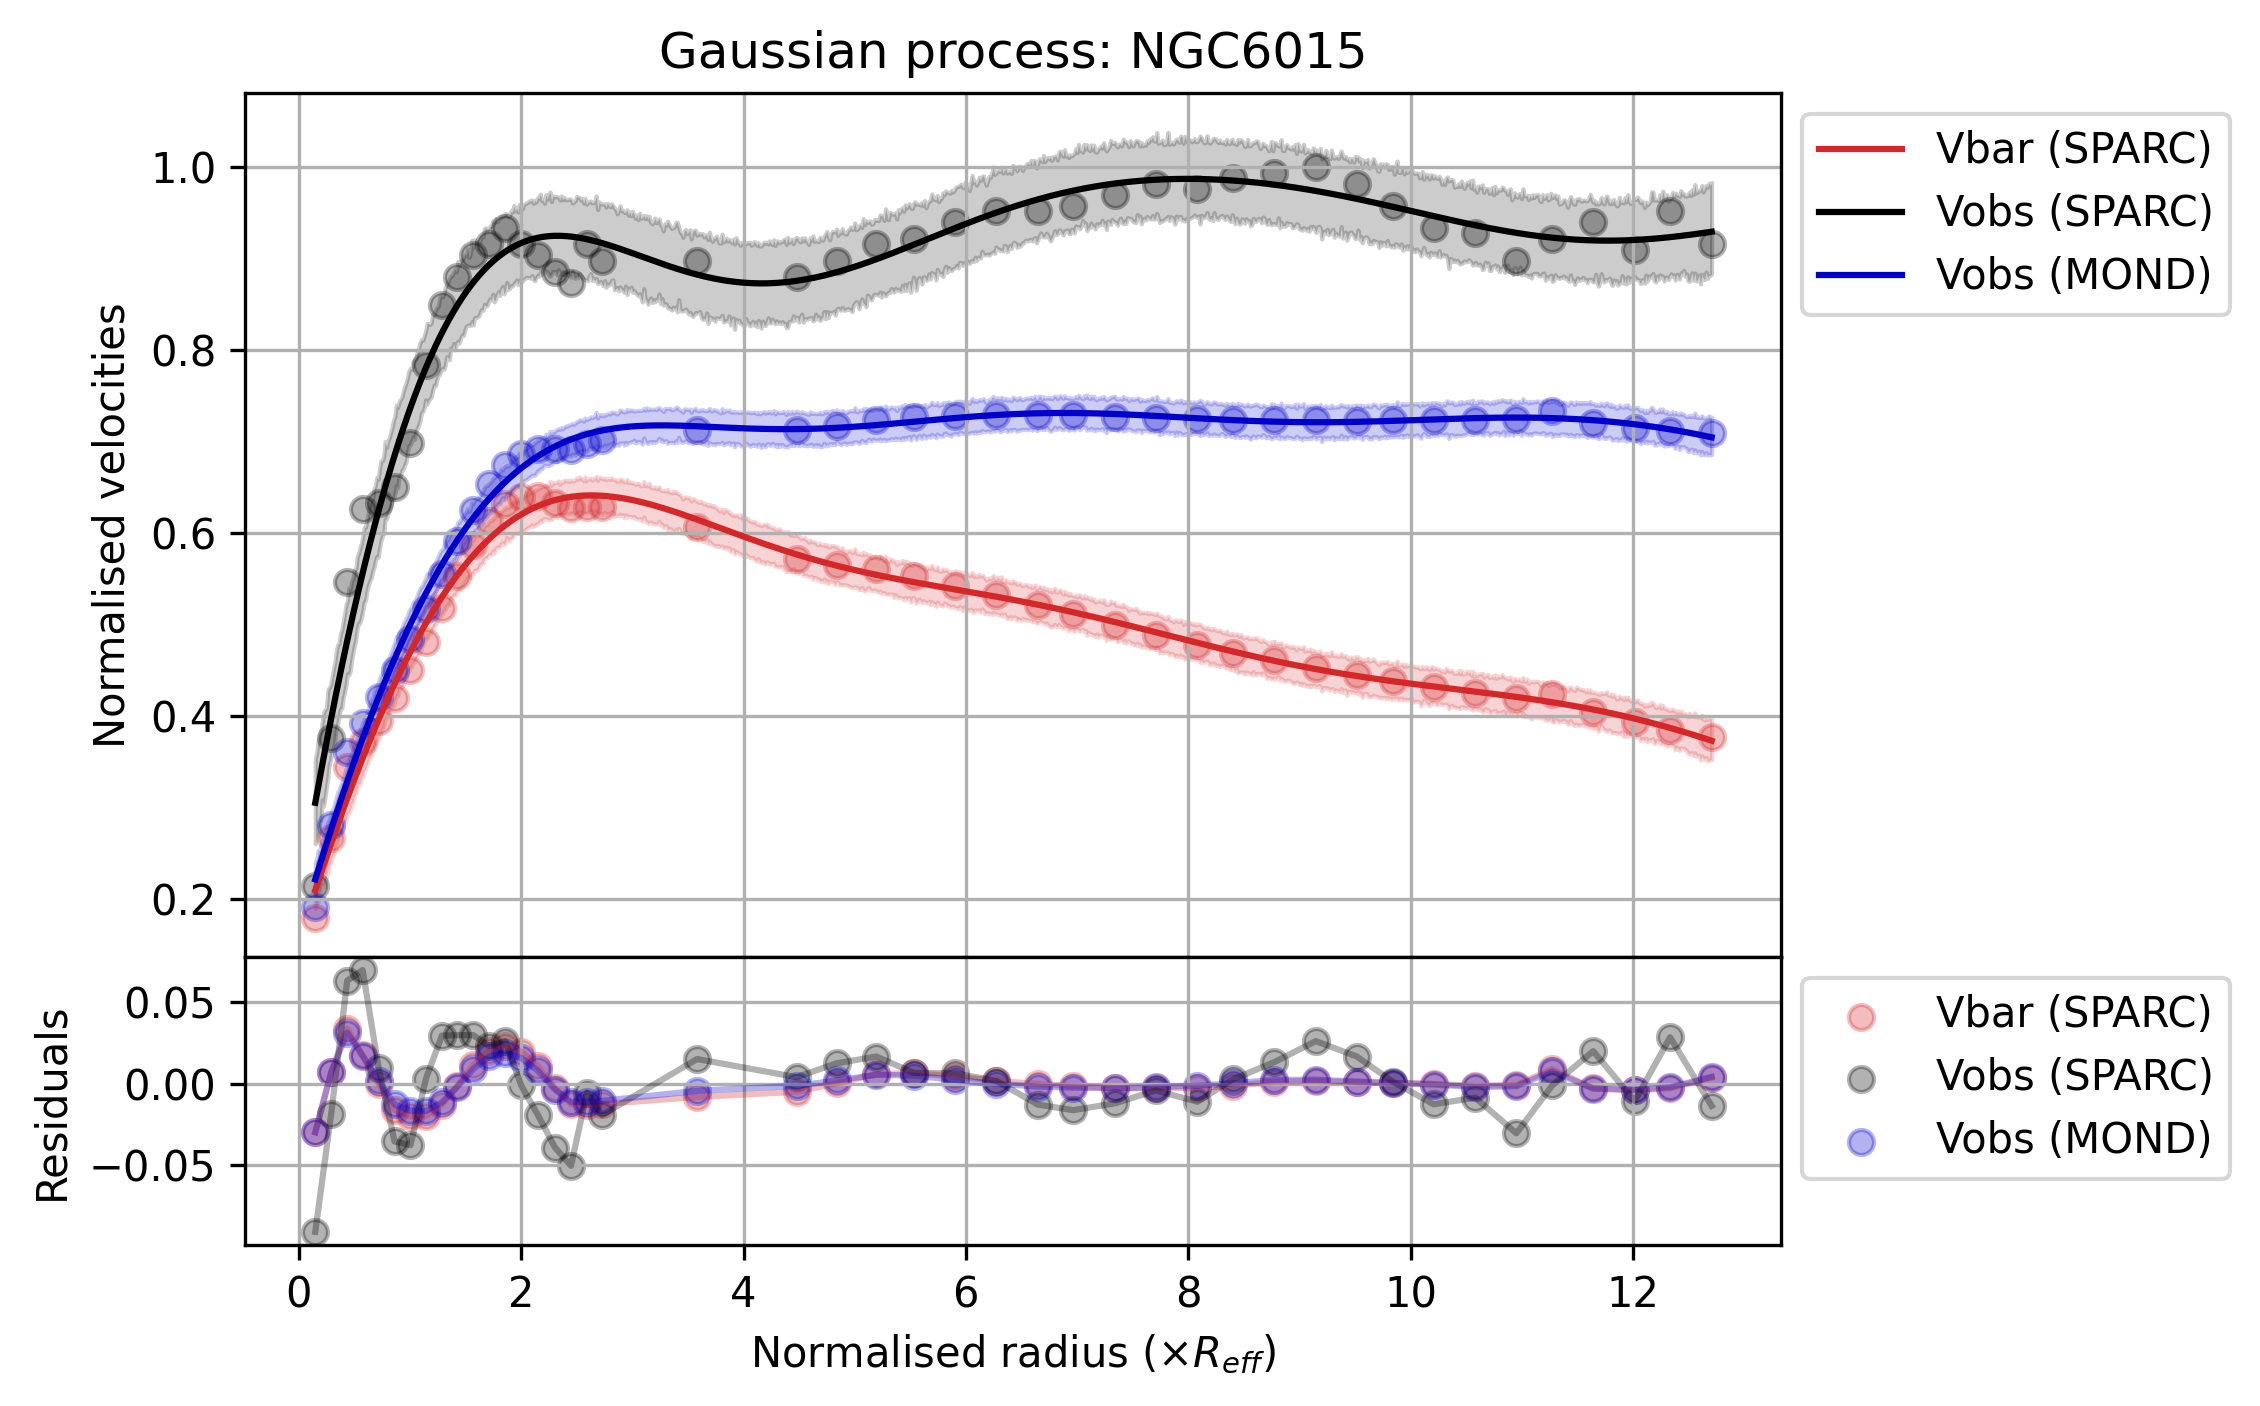 Gaussian process: NGC6015
Normalised velocities
1.0
0.8
0.6
0.4
0.2
Vbar (SPARC)
Vobs (SPARC)
Vobs (MOND)
Residuals
0.05
0.00
−0.05
Vbar (SPARC)
Vobs (SPARC)
Vobs (MOND)
0 2 4 6 8 10 12
Normalised radius (×R_eff)